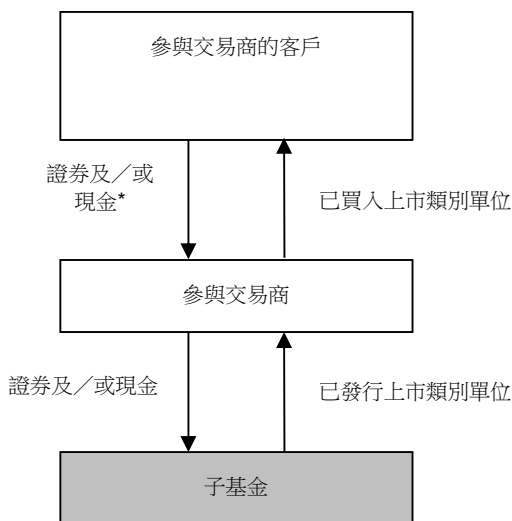 參與交易商的客戶
證券及／或
現金*
已買入上市類別單位
參與交易商
證券及／或現金
已發行上市類別單位
子基金